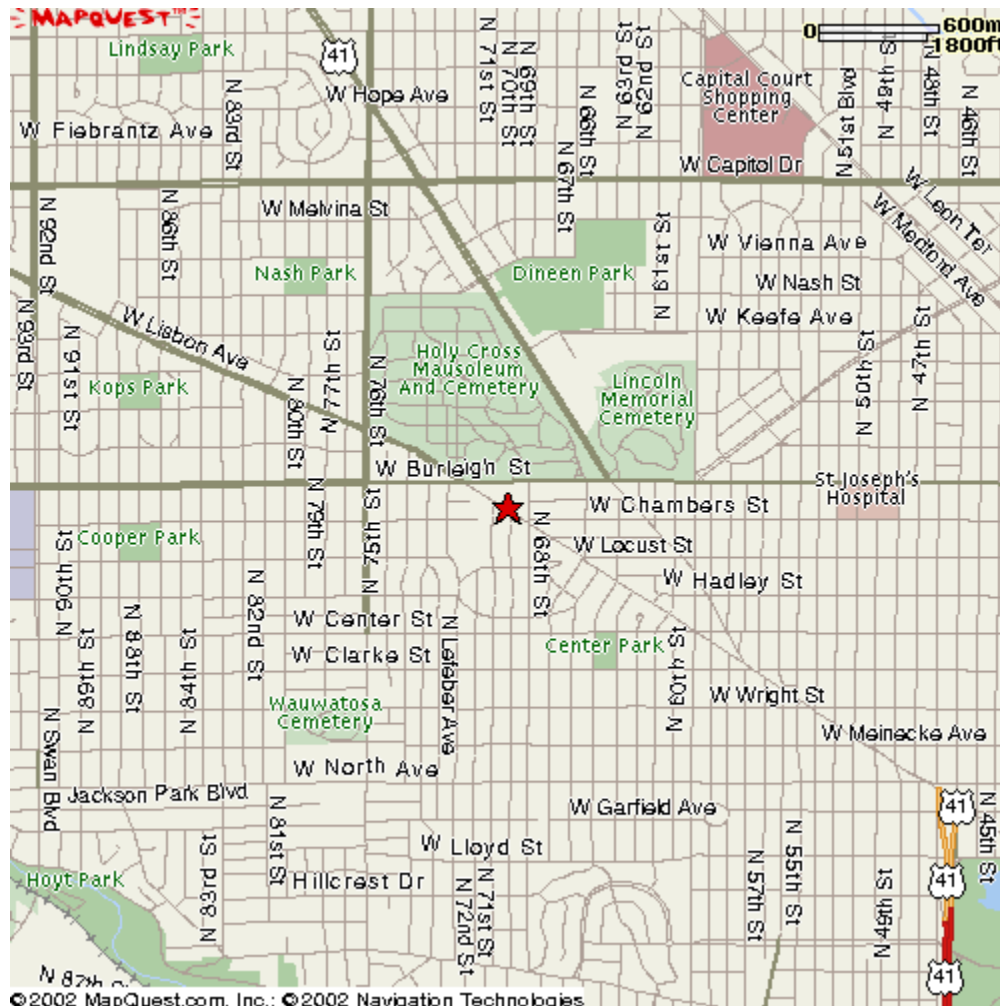 MAPQUEST
0
600m
1800ft
Lindsay Park
41
W Hope Ave
N 71st St
N 70th St
N 69th St
N 66th St
N 63rd St
N 62nd St
Capital Court
Shopping
Center
N 51st Blvd
N 49th St
N 48th St
N 46th St
W Fiebrantz Ave
N 83rd St
N 67th St
W Capitol Dr
W Leon Ter
W Medford Ave
N 92nd St
N 86th St
W Melvina St
N 61st St
W Vienna Ave
Nash Park
Dineen Park
W Nash St
W Keefe Ave
N 93rd St
N 91st St
W Lisbon Ave
N 77th St
N 76th St
Holy Cross
Mausoleum
And Cemetery
Lincoln
Memorial
Cemetery
N 50th St
N 47th St
Kops Park
N 80th St
W Burleigh St
St Joseph's
Hospital
N 79th St
N 75th St
W Chambers St
N 68th St
Cooper Park
W Locust St
N 90th St
N 82nd St
W Hadley St
N 89th St
N 88th St
N 84th St
W Center St
N Lefeber Ave
Center Park
N 60th St
W Clarke St
Wauwatosa
Cemetery
W Wright St
N Swan Blvd
W Meinecke Ave
W North Ave
Jackson Park Blvd
N 81st St
W Garfield Ave
41
N 45th St
N 83rd St
W Lloyd St
N 55th St
N 57th St
Hoyt Park
Hillcrest Dr
N 72nd St
N 71st St
N 49th St
41
N 87th
41
©2002 MapQuest.com, Inc.; ©2002 Navigation Technologies